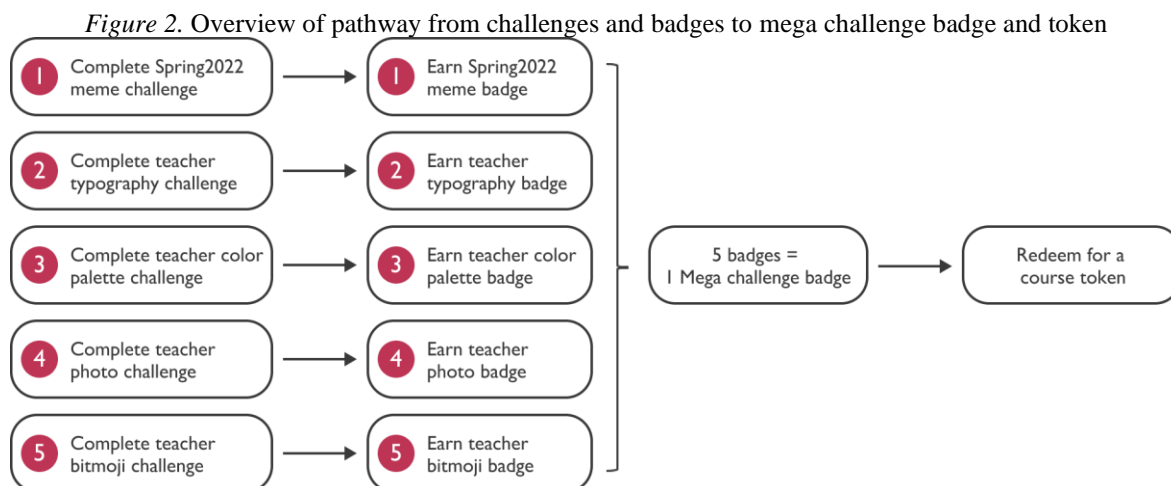 Figure 2. Overview of pathway from challenges and badges to mega challenge badge and token
1 Complete Spring2022
meme challenge
1 Earn Spring2022
meme badge
2 Complete teacher
typography challenge
2 Earn teacher
typography badge
3 Complete teacher color
palette challenge
3 Earn teacher color
palette badge
4 Complete teacher
photo challenge
4 Earn teacher
photo badge
5 Complete teacher
bitmoji challenge
5 Earn teacher
bitmoji badge
5 badges =
1 Mega challenge badge
Redeem for a
course token